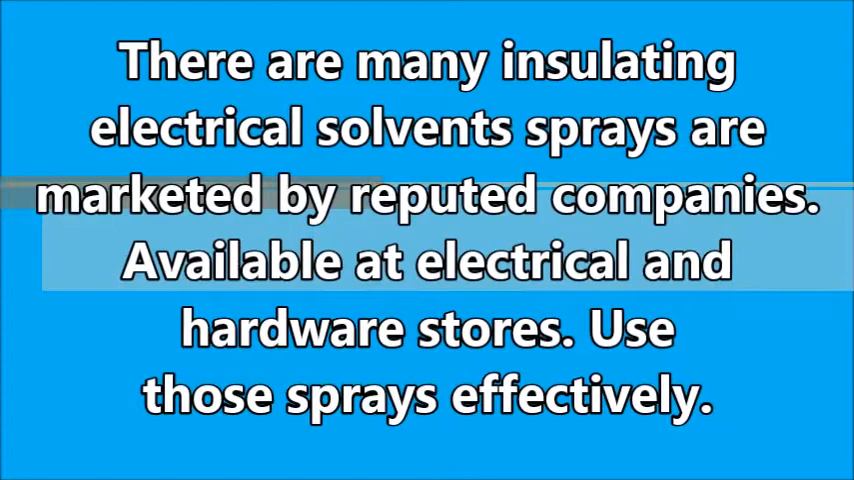 There are many insulating
electrical solvents sprays are
marketed by reputed companies.
Available at electrical and
hardware stores. Use
those sprays effectively.